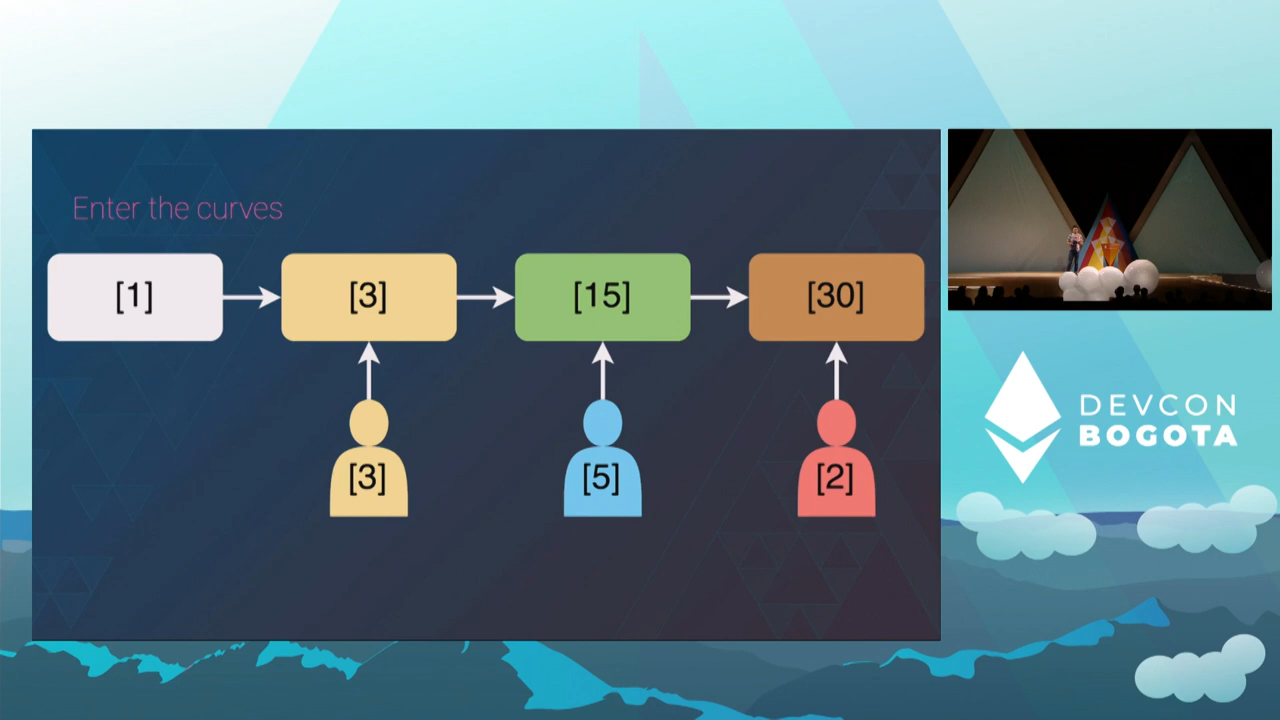 Enter the curves
[1]
[3]
[15]
[30]
[3]
[5]
[2]
DEVCON
BOGOTA